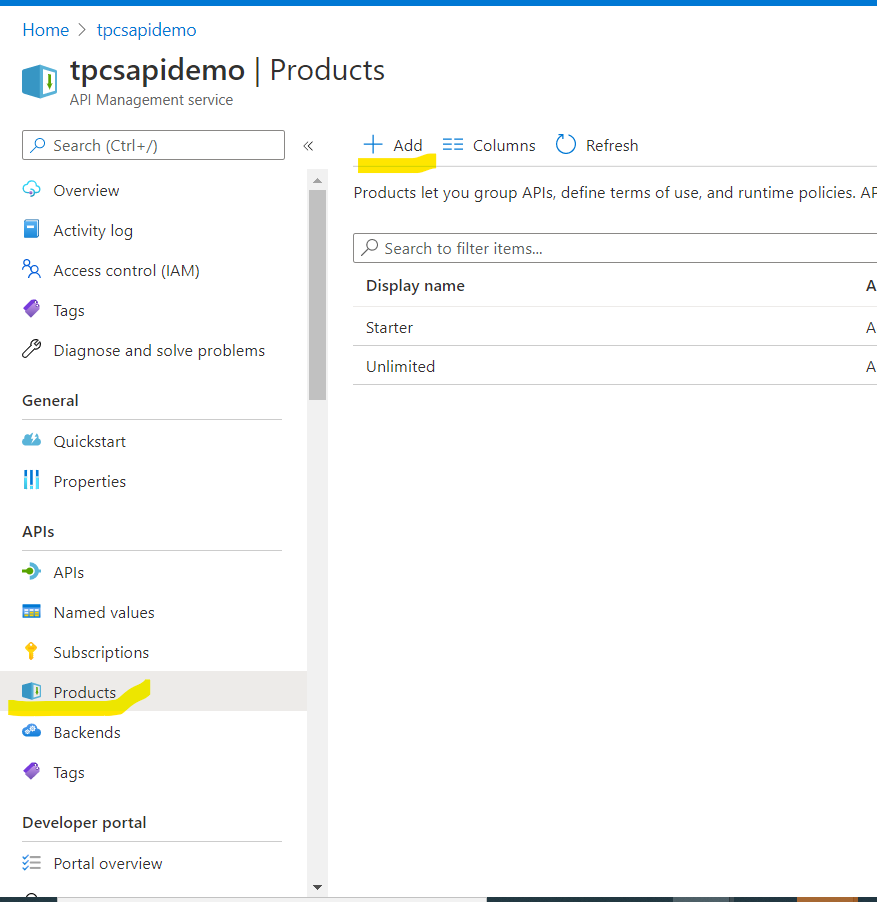 Home > tpcsapidemo
tpcsapidemo | Products
API Management service
Search (Ctrl+/)
«
Overview
Activity log
Access control (IAM)
Tags
Diagnose and solve problems
General
Quickstart
Properties
APIs
APIs
Named values
Subscriptions
Products
Backends
Tags
Developer portal
Portal overview
+ Add Columns Refresh
Products let you group APIs, define terms of use, and runtime policies. AP
Search to filter items...
Display name A
Starter A
Unlimited A